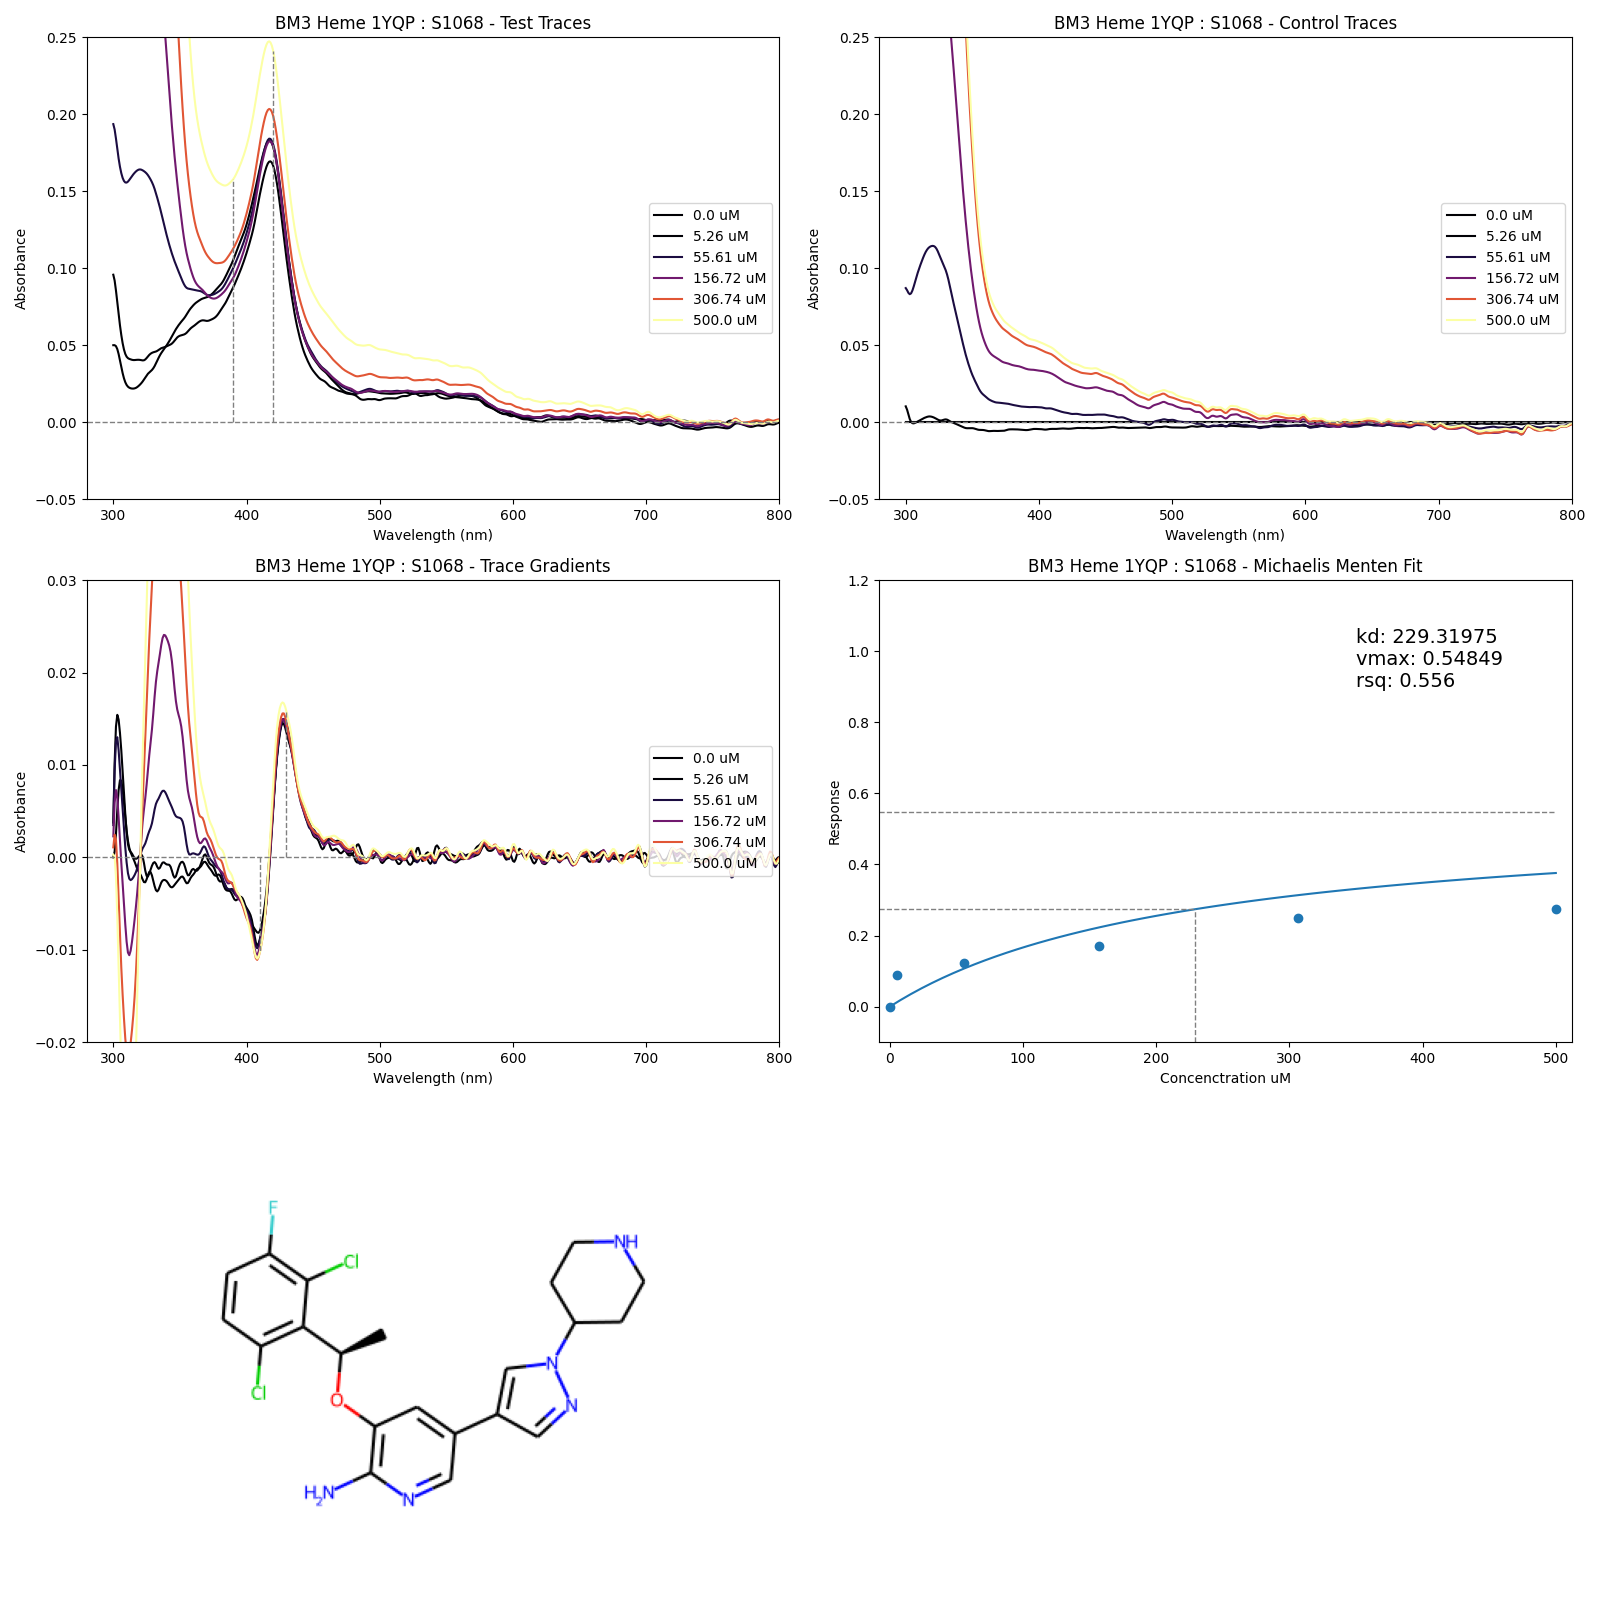 BM3 Heme 1YQP : S1068 - Test Traces
0.25
0.20
0.15
0.10
0.05
0.00
−0.05
Absorbance
300
400
500
600
700
800
Wavelength (nm)
0.0 uM
5.26 uM
55.61 uM
156.72 uM
306.74 uM
500.0 uM
BM3 Heme 1YQP : S1068 - Control Traces
0.25
0.20
0.15
0.10
0.05
0.00
−0.05
Absorbance
300
400
500
600
700
800
Wavelength (nm)
0.0 uM
5.26 uM
55.61 uM
156.72 uM
306.74 uM
500.0 uM
BM3 Heme 1YQP : S1068 - Trace Gradients
0.03
0.02
0.01
0.00
−0.01
−0.02
Absorbance
300
400
500
600
700
800
Wavelength (nm)
0.0 uM
5.26 uM
55.61 uM
156.72 uM
306.74 uM
500.0 uM
BM3 Heme 1YQP : S1068 - Michaelis Menten Fit
1.2
1.0
0.8
0.6
0.4
0.2
0.0
Response
0
100
200
300
400
500
Concenctration uM
kd: 229.31975
vmax: 0.54849
rsq: 0.556
F
Cl
Cl
O
H2N
N
N
N
NH